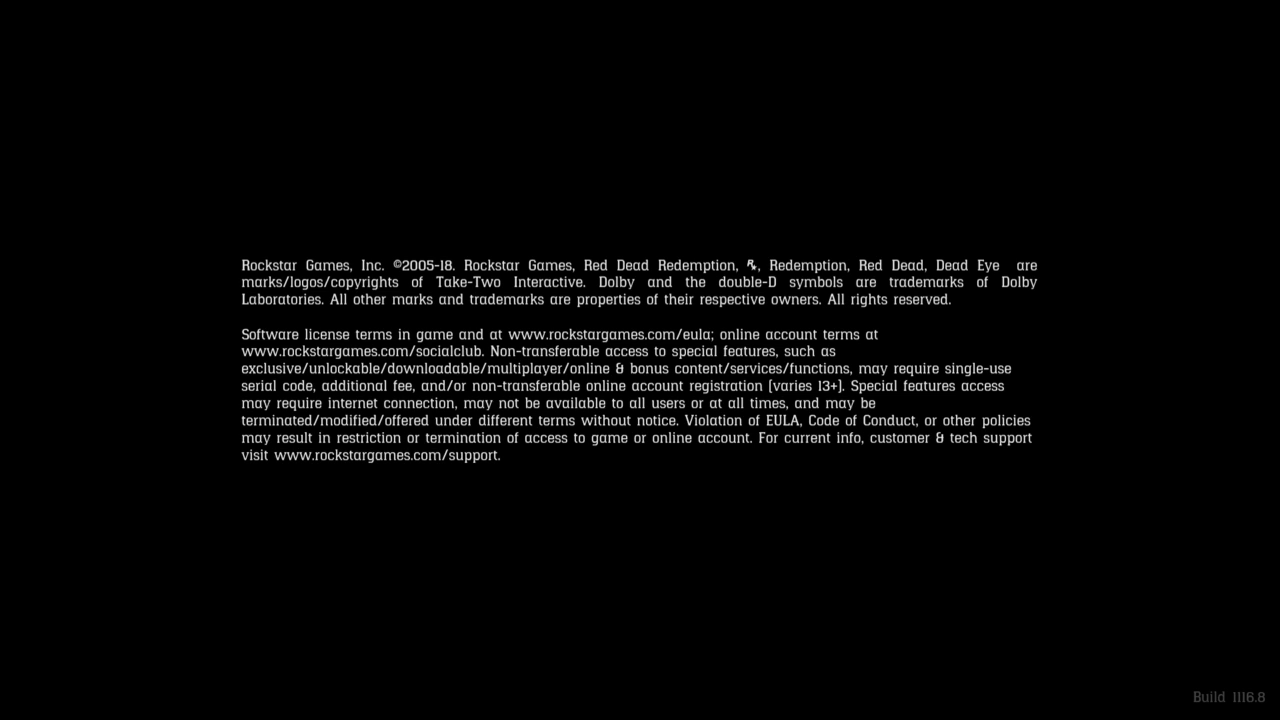 Rockstar Games, Inc. ©2005-18. Rockstar Games, Red Dead Redemption, R*, Redemption, Red Dead, Dead Eye are
marks/logos/copyrights of Take-Two Interactive. Dolby and the double-D symbols are trademarks of Dolby
Laboratories. All other marks and trademarks are properties of their respective owners. All rights reserved.
Software license terms in game and at www.rockstargames.com/eula; online account terms at
www.rockstargames.com/socialclub. Non-transferable access to special features, such as
exclusive/unlockable/downloadable/multiplayer/online & bonus content/services/functions, may require single-use
serial code, additional fee, and/or non-transferable online account registration (varies 13+). Special features access
may require internet connection, may not be available to all users or at all times, and may be
terminated/modified/offered under different terms without notice. Violation of EULA, Code of Conduct, or other policies
may result in restriction or termination of access to game or online account. For current info, customer & tech support
visit www.rockstargames.com/support.
Build 1116.8